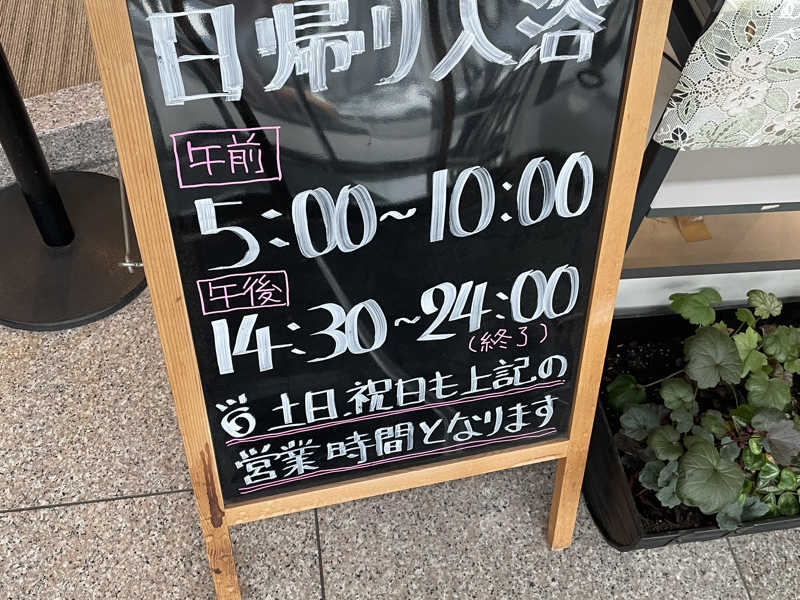 日帰り入浴
午前
5:00~10:00
午後
14:30~24:00
(終了)
土日、祝日も上記の
営業時間となります